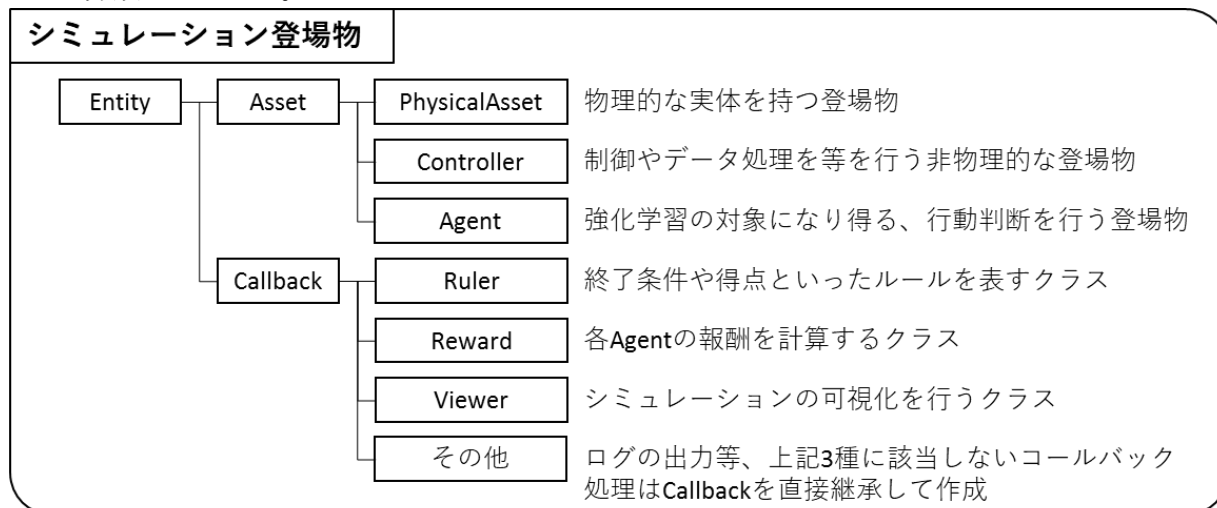 シミュレーション登場物
Entity
Asset
PhysicalAsset
物理的な実体を持つ登場物
Controller
制御やデータ処理を等を行う非物理的な登場物
Agent
強化学習の対象になり得る、行動判断を行う登場物
Callback
Ruler
終了条件や得点といったルールを表すクラス
Reward
各Agentの報酬を計算するクラス
Viewer
シミュレーションの可視化を行うクラス
その他
ログの出力等、上記3種に該当しないコールバック
処理はCallbackを直接継承して作成